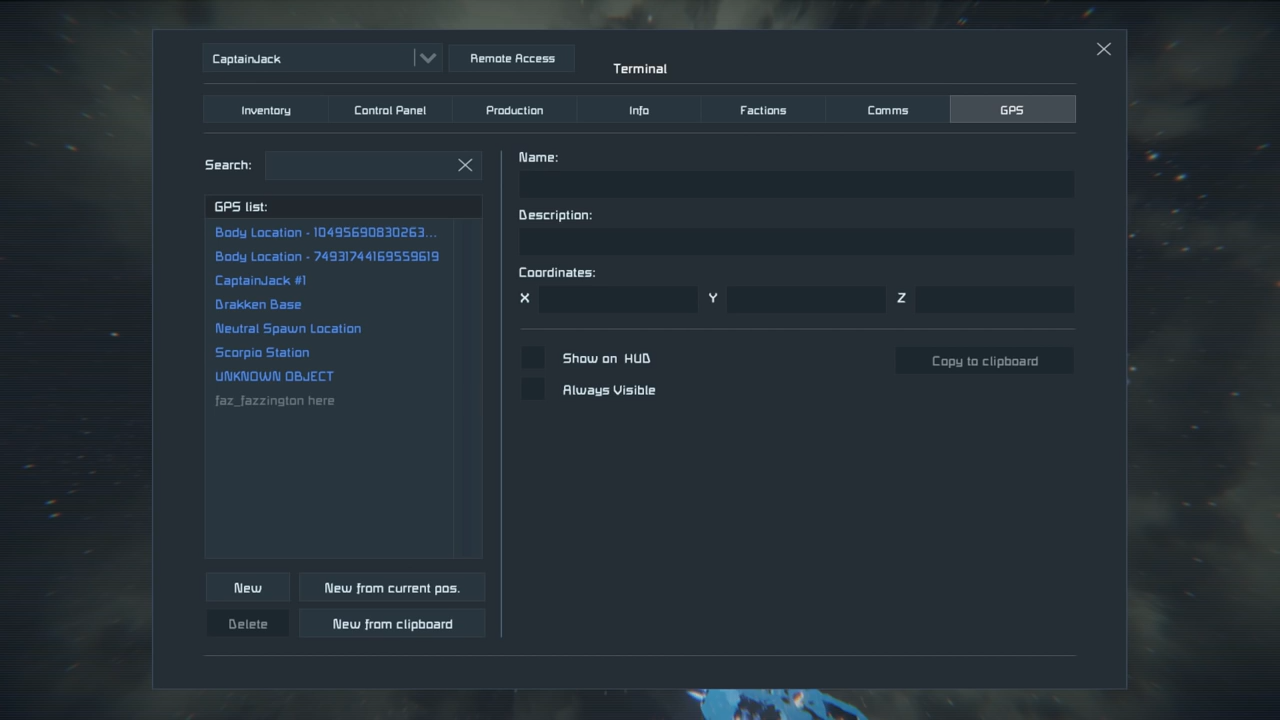 CaptainJack
Remote Access
Terminal
Inventory
Control Panel
Production
Info
Factions
Comms
GPS
Search:
GPS list:
Body Location - 10495690830263...
Body Location - 74931744169559619
CaptainJack #1
Drakken Base
Neutral Spawn Location
Scorpio Station
UNKNOWN OBJECT
faz_fazzington here
New
New from current pos.
Delete
New from clipboard
Name:
Description:
Coordinates:
X
Y
Z
Show on HUD
Copy to clipboard
Always Visible